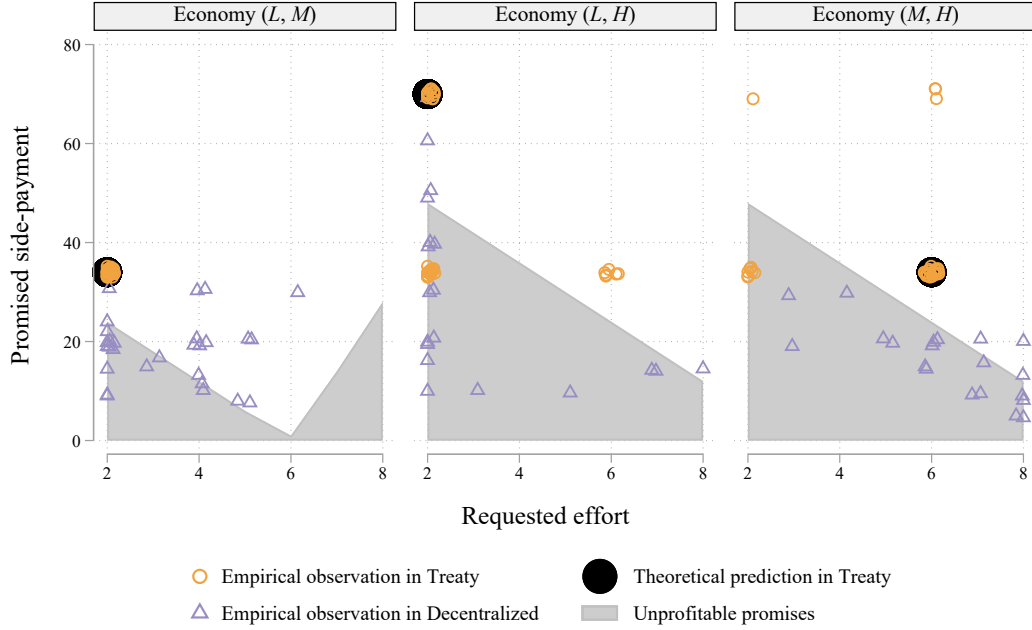 Economy (L, M)
Economy (L, H)
Economy (M, H)
Promised side-payment
80
60
40
20
0
2 4 6 8
2 4 6 8
2 4 6 8
Requested effort
Empirical observation in Treaty
Theoretical prediction in Treaty
Empirical observation in Decentralized
Unprofitable promises